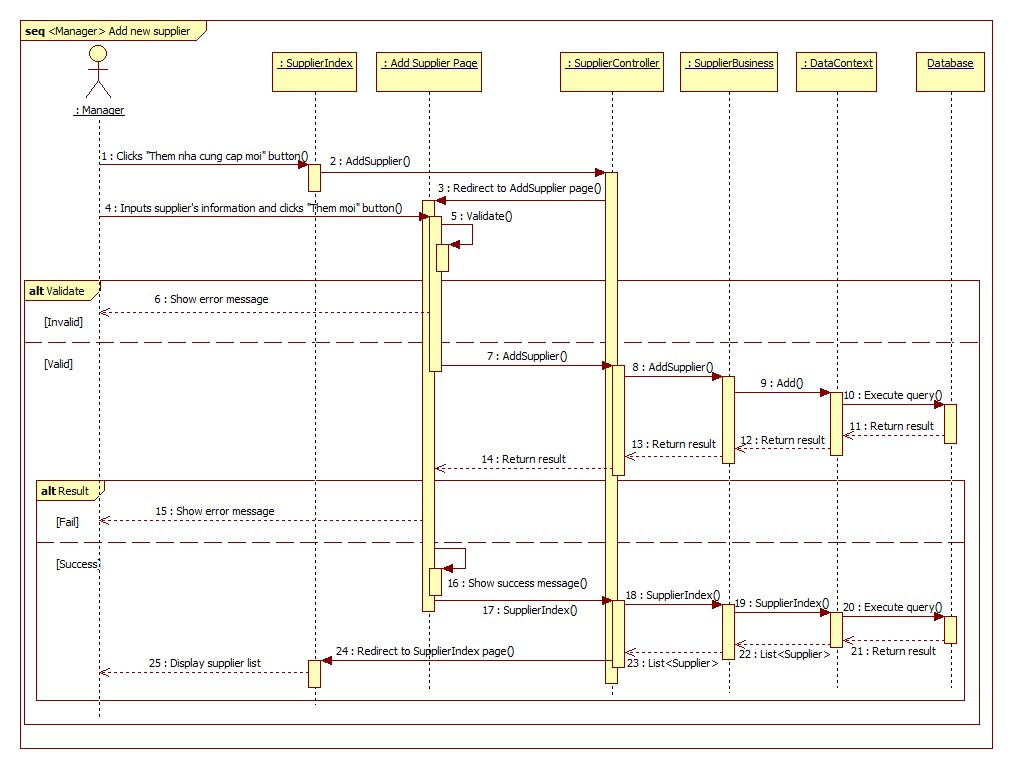 seq <Manager> Add new supplier
: SupplierIndex
: Add Supplier Page
: SupplierController
: SupplierBusiness
: DataContext
Database
: Manager
1 : Clicks "Them nha cung cap moi" button()
2 : AddSupplier()
3 : Redirect to AddSupplier page()
4 : Inputs supplier's information and clicks "Them moi" button()
5 : Validate()
alt Validate
6 : Show error message
[Invalid]
[Valid]
7 : AddSupplier()
8 : AddSupplier()
9 : Add()
10 : Execute query()
11 : Return result
12 : Return result
13 : Return result
14 : Return result
alt Result
15 : Show error message
[Fail]
[Success]
16 : Show success message()
17 : SupplierIndex()
18 : SupplierIndex()
19 : SupplierIndex()
20 : Execute query()
21 : Return result
22 : List<Supplier>
23 : List<Supplier>
24 : Redirect to SupplierIndex page()
25 : Display supplier list